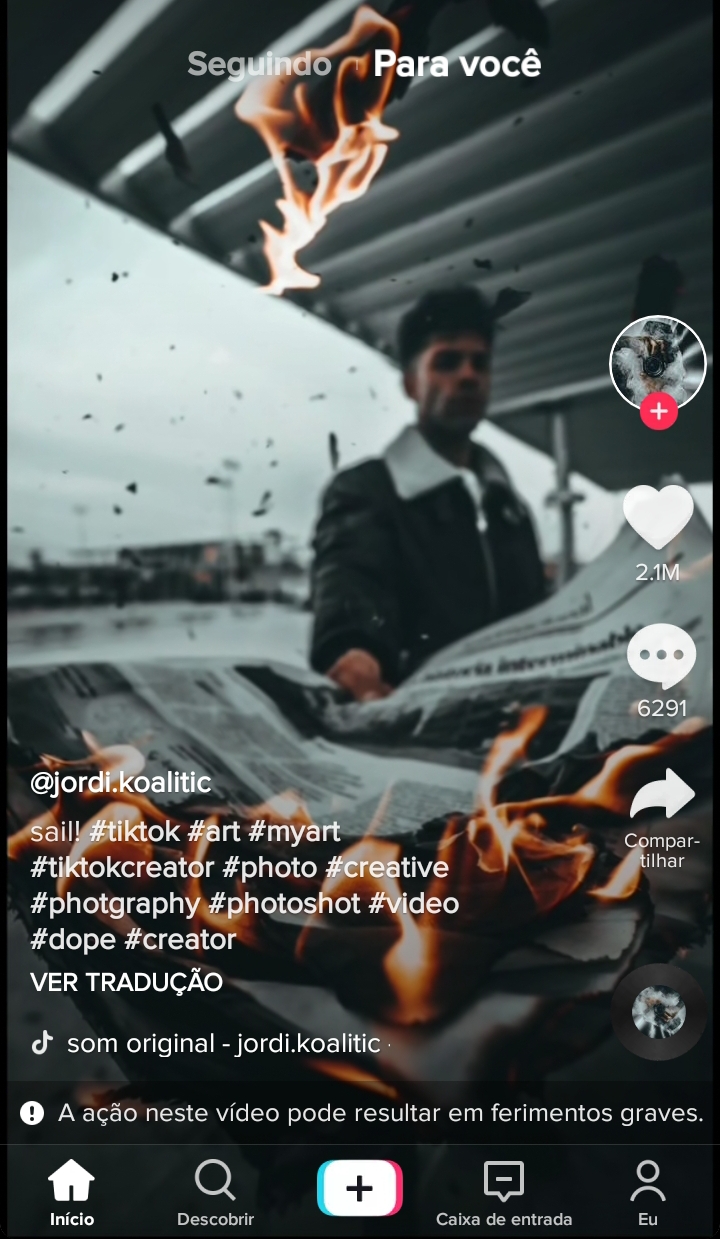 Seguindo Para você
2.1M
6291
Compar-
tilhar
@jordi.koalitic
sail! #tiktok #art #myart
#tiktokcreator #photo #creative
#photgraphy #photoshot #video
#dope #creator
VER TRADUÇÃO
som original - jordi.koalitic
A ação neste vídeo pode resultar em ferimentos graves.
Início Descobrir Caixa de entrada Eu